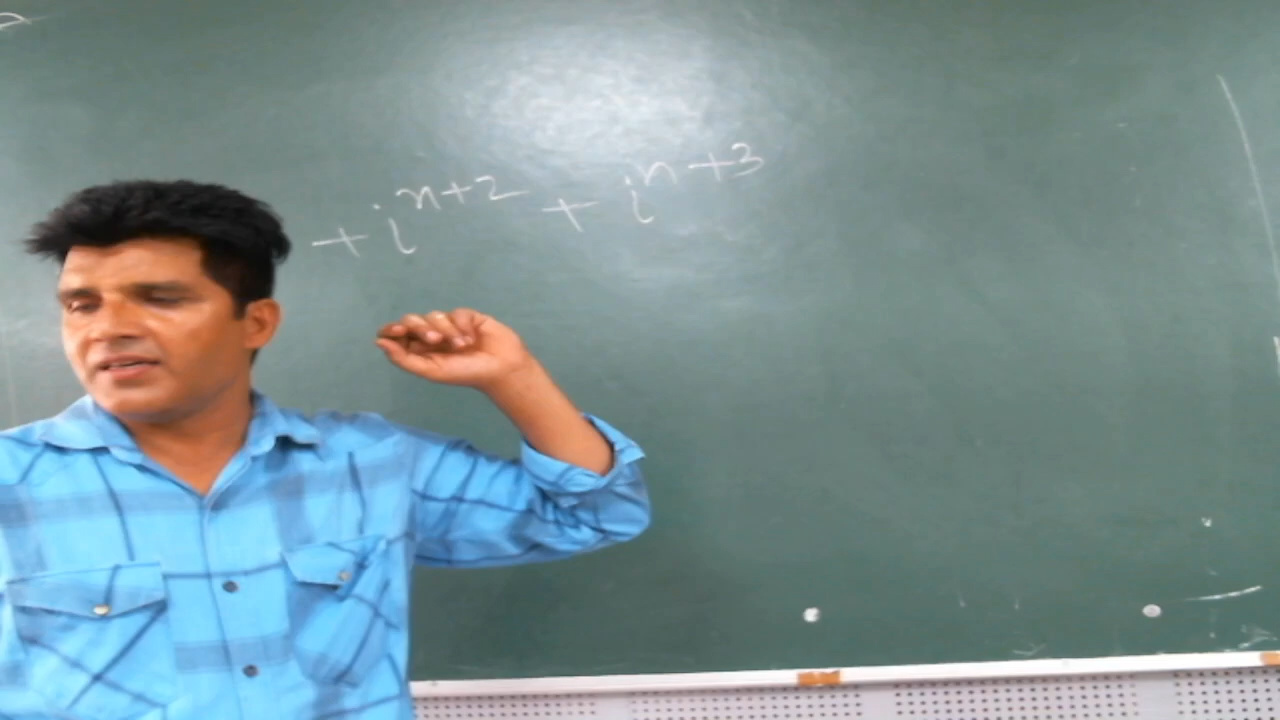 + i^{n+2} + i^{n+3}